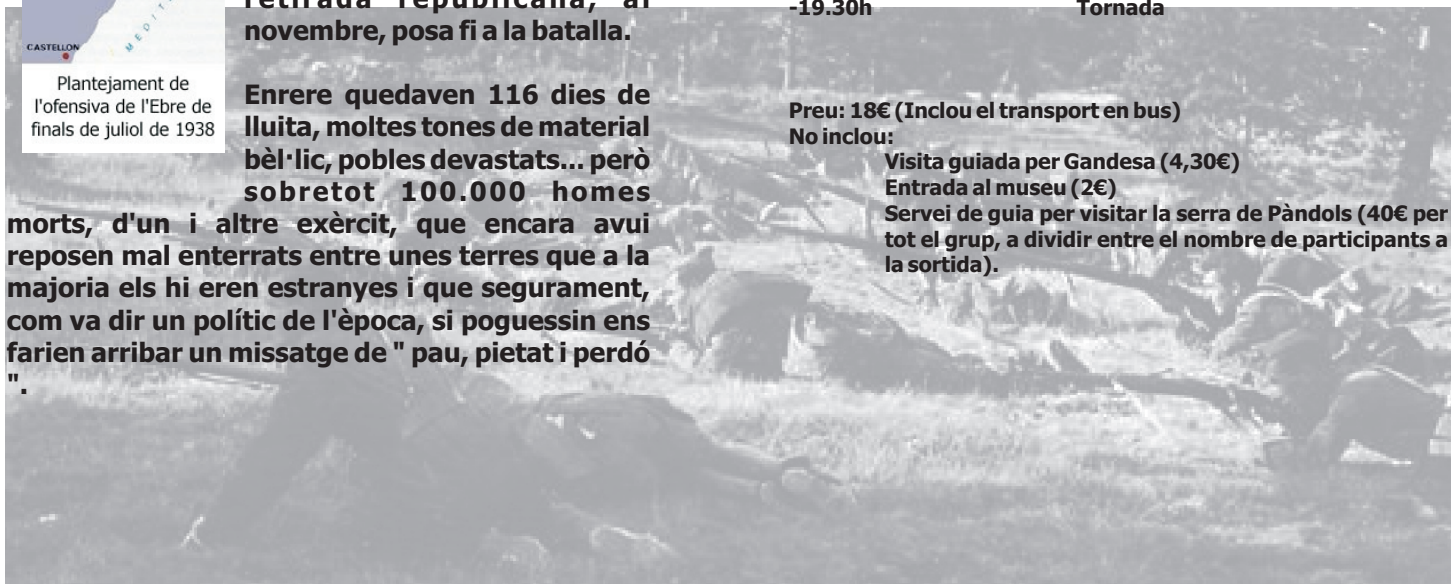 retirada republicana, al
novembre, posa fi a la batalla.
CASTELLON
MEDIT
Plantejament de
l'ofensiva de l'Ebre de
finals de juliol de 1938
Enrere quedaven 116 dies de
lluita, moltes tones de material
bèl·lic, pobles devastats... però
sobretot 100.000 homes
morts, d'un i altre exèrcit, que encara avui
reposen mal enterrats entre unes terres que a la
majoria els hi eren estranyes i que segurament,
com va dir un polític de l'època, si poguessin ens
farien arribar un missatge de " pau, pietat i perdó
".
-19.30h Tornada
Preu: 18€ (Inclou el transport en bus)
No inclou:
Visita guiada per Gandesa (4,30€)
Entrada al museu (2€)
Servei de guia per visitar la serra de Pàndols (40€ per
tot el grup, a dividir entre el nombre de participants a
la sortida).